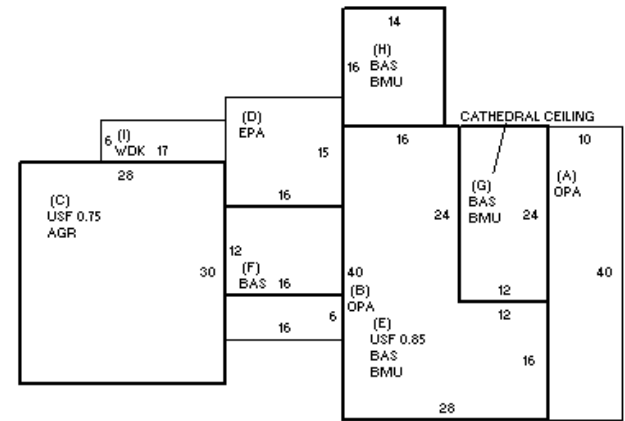 14
(H)
16 BAS
BMU
CATHEDRAL CEILING
(D)
EPA
6 (I)
WDK 17
15
16
10
28
(C)
USF 0.75
AGR
16
24
(G)
BAS
BMU
24
(A)
OPA
12
(F)
BAS 16
30
40
(B)
OPA
12
12
40
6
16
(E)
USF 0.85
BAS
BMU
16
28